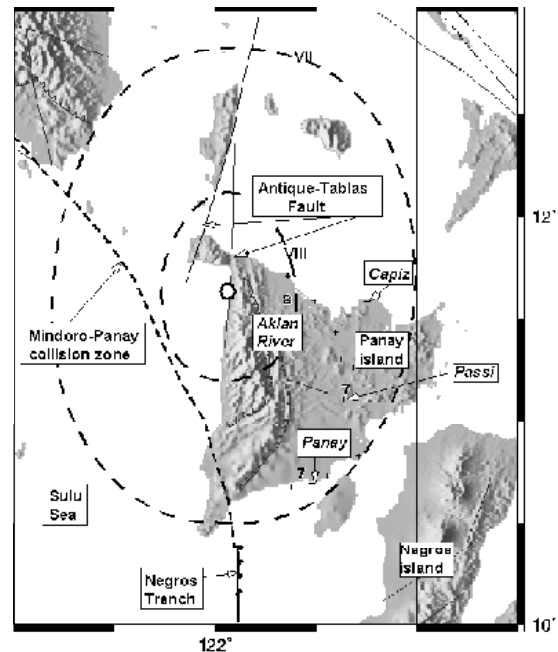 VII
Antique-Tablas
Fault
12°
VIII
Capiz
8
Mindoro-Panay
collision zone
Aklan
River
Panay
island
7
Passi
Panay
7
Sulu
Sea
Negros
island
Negros
Trench
10°
122°